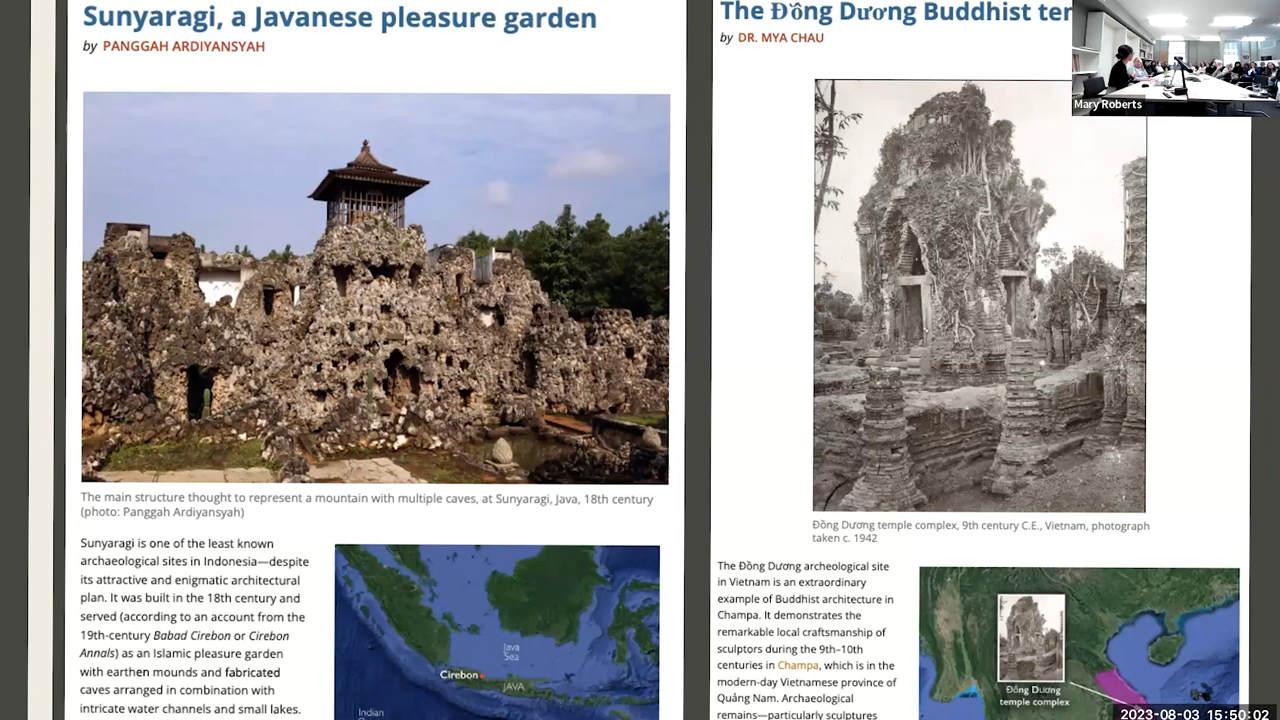 Sunyaragi, a Javanese pleasure garden
by PANGGAH ARDIYANSYAH
The main structure thought to represent a mountain with multiple caves, at Sunyaragi, Java, 18th century
(photo: Panggah Ardiyansyah)
Sunyaragi is one of the least known
archaeological sites in Indonesia—despite
its attractive and enigmatic architectural
plan. It was built in the 18th century and
served (according to an account from the
19th-century Babad Cirebon or Cirebon
Annals) as an Islamic pleasure garden
with earthen mounds and fabricated
caves arranged in combination with
intricate water channels and small lakes.
Java
Sea
Cirebon
JAVA
Indian
The Đồng Dương Buddhist ter
by DR. MYA CHAU
Mary Roberts
Đồng Dương temple complex, 9th century C.E., Vietnam, photograph
taken c. 1942
The Đồng Dương archeological site
in Vietnam is an extraordinary
example of Buddhist architecture in
Champa. It demonstrates the
remarkable local craftsmanship of
sculptors during the 9th–10th
centuries in Champa, which is in the
modern-day Vietnamese province of
Quảng Nam. Archaeological
remains—particularly sculptures
Đồng Dương
temple complex
2023-08-03 15:50:02